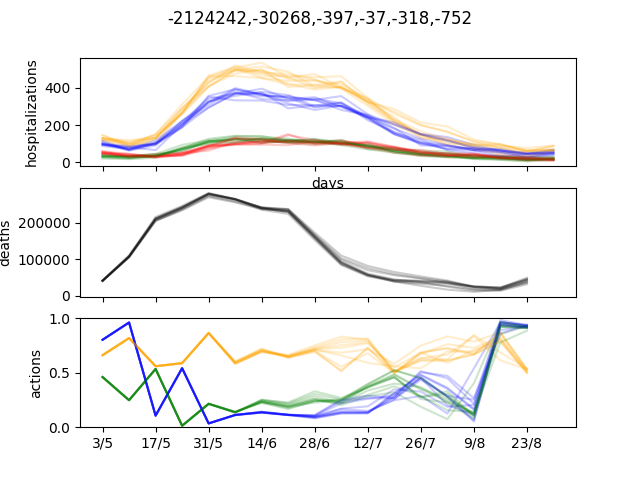 -2124242,-30268,-397,-37,-318,-752
hospitalizations
400
200
0
days
deaths
200000
100000
0
actions
1.0
0.5
0.0
3/5 17/5 31/5 14/6 28/6 12/7 26/7 9/8 23/8